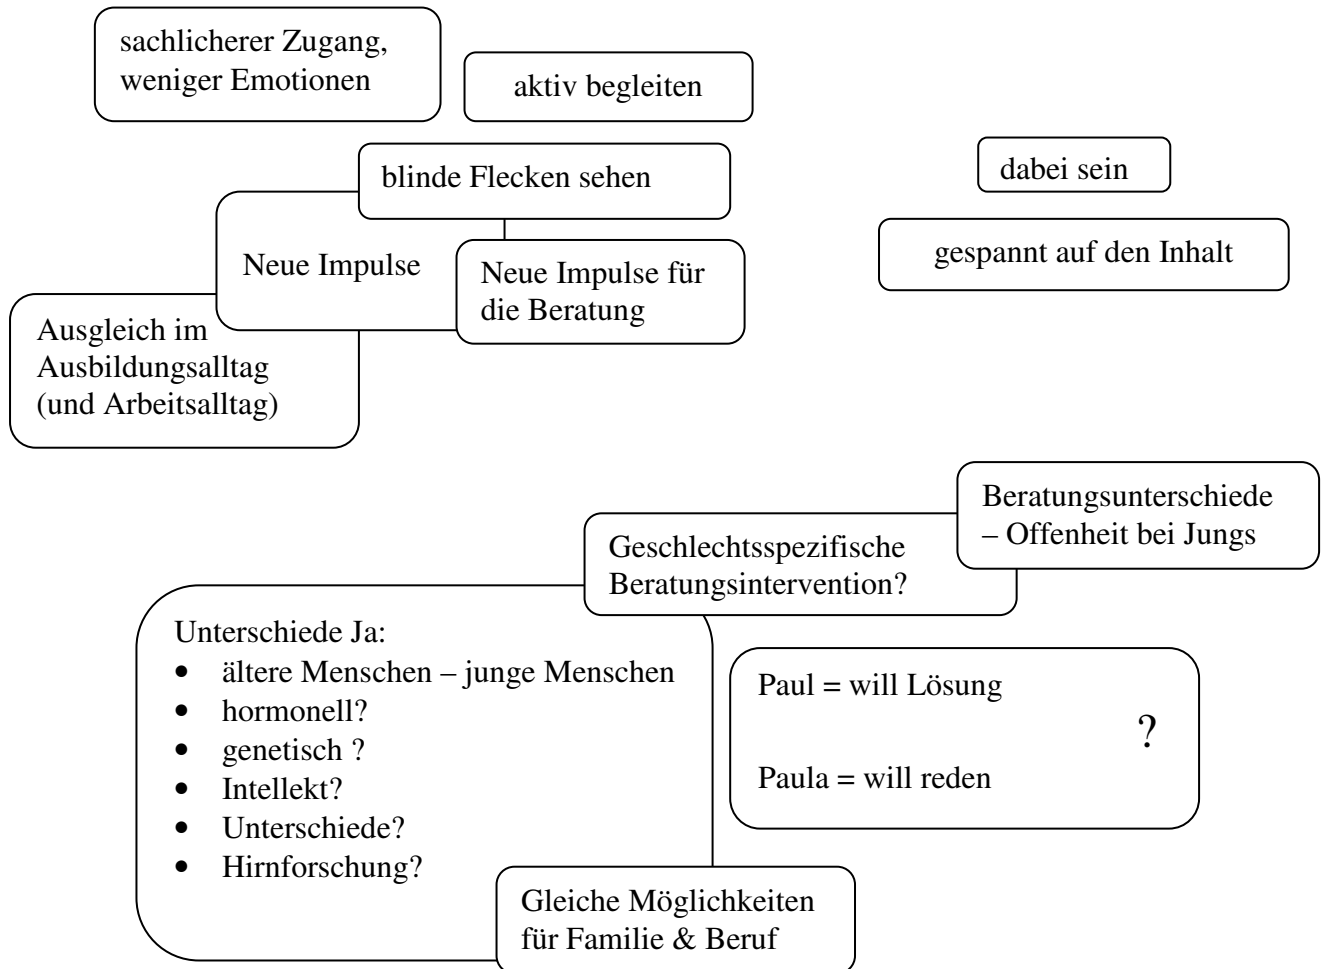 sachlicherer Zugang,
weniger Emotionen
aktiv begleiten
blinde Flecken sehen
dabei sein
Neue Impulse
Neue Impulse für
die Beratung
gespannt auf den Inhalt
Ausgleich im
Ausbildungsalltag
(und Arbeitsalltag)
Beratungsunterschiede
– Offenheit bei Jungs
Geschlechtsspezifische
Beratungsintervention?
Unterschiede Ja:
• ältere Menschen – junge Menschen
• hormonell?
• genetisch ?
• Intellekt?
• Unterschiede?
• Hirnforschung?
Paul = will Lösung
?
Paula = will reden
Gleiche Möglichkeiten
für Familie & Beruf